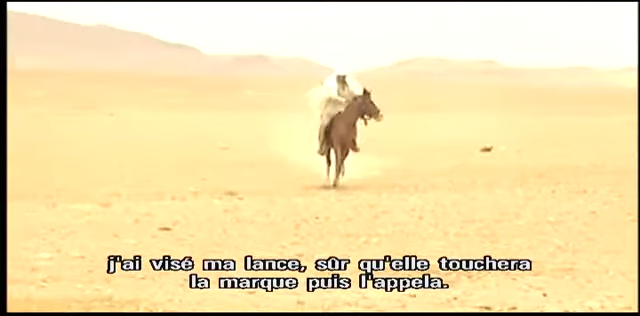 j'ai visé ma lance, sûr qu'elle touchera
la marque puis l'appela.